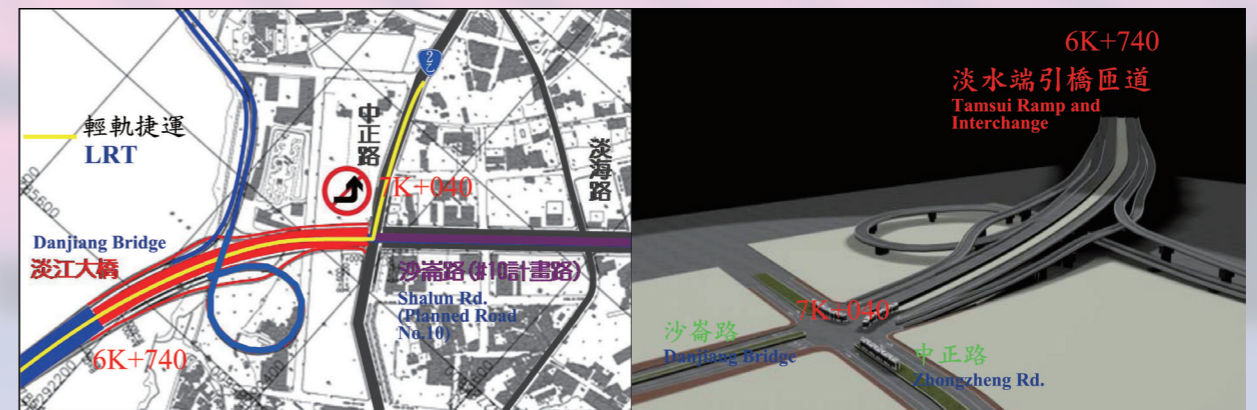 2乙
輕軌捷運
LRT
中正路
7K+040
淡海路
Danjiang Bridge
淡江大橋
沙崙路(#10計畫路)
Shalun Rd.
(Planned Road
No.10)
6K+740
6K+740
淡水端引橋匝道
Tamsui Ramp and
Interchange
7K+040
沙崙路
Danjiang Bridge
中正路
Zhongzheng Rd.